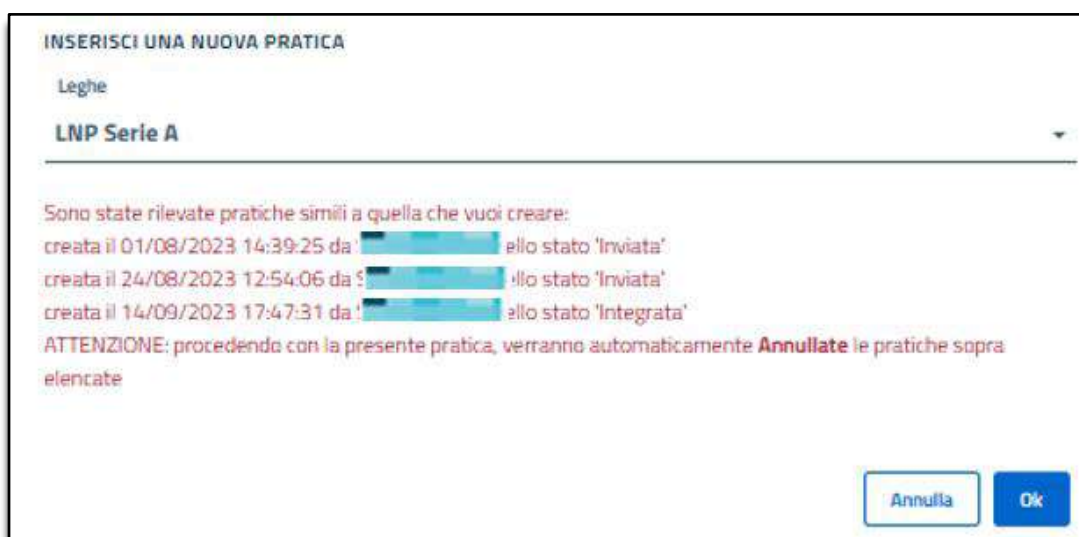 INSERISCI UNA NUOVA PRATICA
Leghe
LNP Serie A
Sono state rilevate pratiche simili a quella che vuoi creare:
creata il 01/08/2023 14:39:25 da ello stato 'Inviata'
creata il 24/08/2023 12:54:06 da S ello stato 'Inviata'
creata il 14/09/2023 17:47:31 da ello stato 'Integrata'
ATTENZIONE: procedendo con la presente pratica, verranno automaticamente Annullate le pratiche sopra
elencate
Annulla Ok